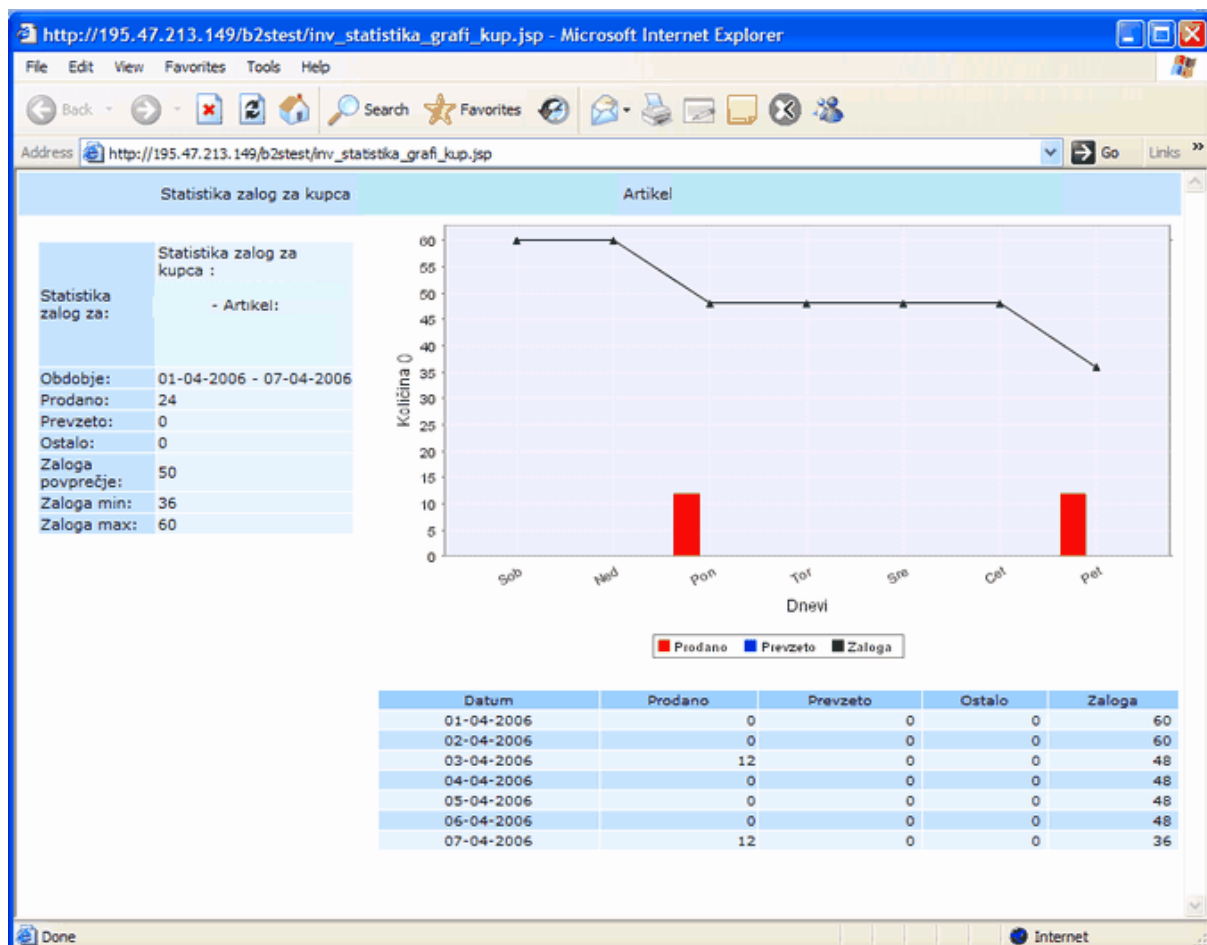 http://195.47.213.149/b2stest/inv_statistika_grafi_kup.jsp - Microsoft Internet Explorer
File Edit View Favorites Tools Help
Back Search Favorites
Address http://195.47.213.149/b2stest/inv_statistika_grafi_kup.jsp Go Links »
Statistika zalog za kupca Artikel
Statistika zalog za:
Statistika zalog za
kupca :
- Artikel:
Obdobje: 01-04-2006 - 07-04-2006
Prodano: 24
Prevzeto: 0
Ostalo: 0
Zaloga povprečje: 50
Zaloga min: 36
Zaloga max: 60
Količina ()
60
55
50
45
40
35
30
25
20
15
10
5
0
Sob Ned Pon Tor Sre Cet Pet
Dnevi
Prodano Prevzeto Zaloga
Datum Prodano Prevzeto Ostalo Zaloga
01-04-2006 0 0 0 60
02-04-2006 0 0 0 60
03-04-2006 12 0 0 48
04-04-2006 0 0 0 48
05-04-2006 0 0 0 48
06-04-2006 0 0 0 48
07-04-2006 12 0 0 36
Done Internet